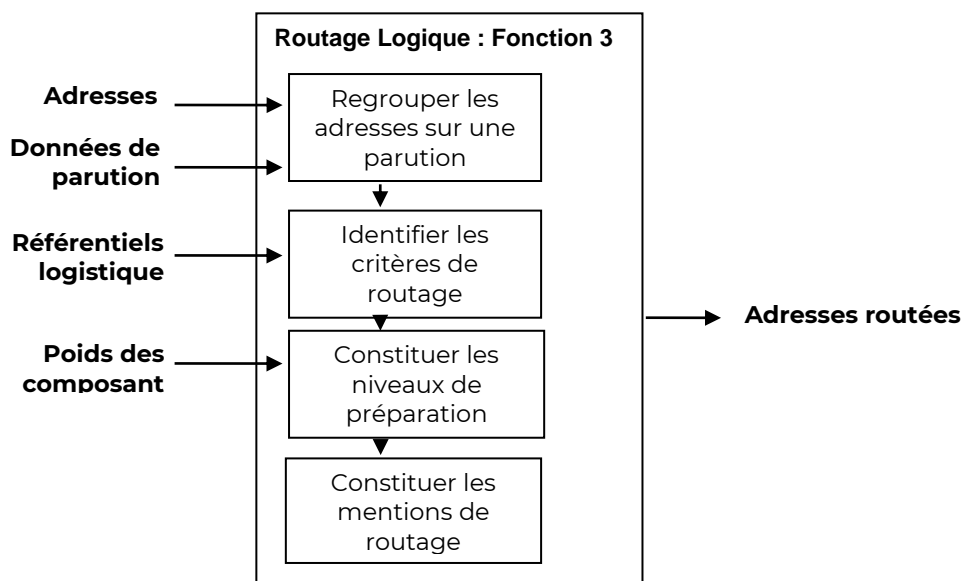 Routage Logique : Fonction 3
Adresses
Regrouper les
adresses sur une
parution
Données de
parution
Référentiels
logistique
Identifier les
critères de
routage
Adresses routées
Poids des
composant
Constituer les
niveaux de
préparation
Constituer les
mentions de
routage